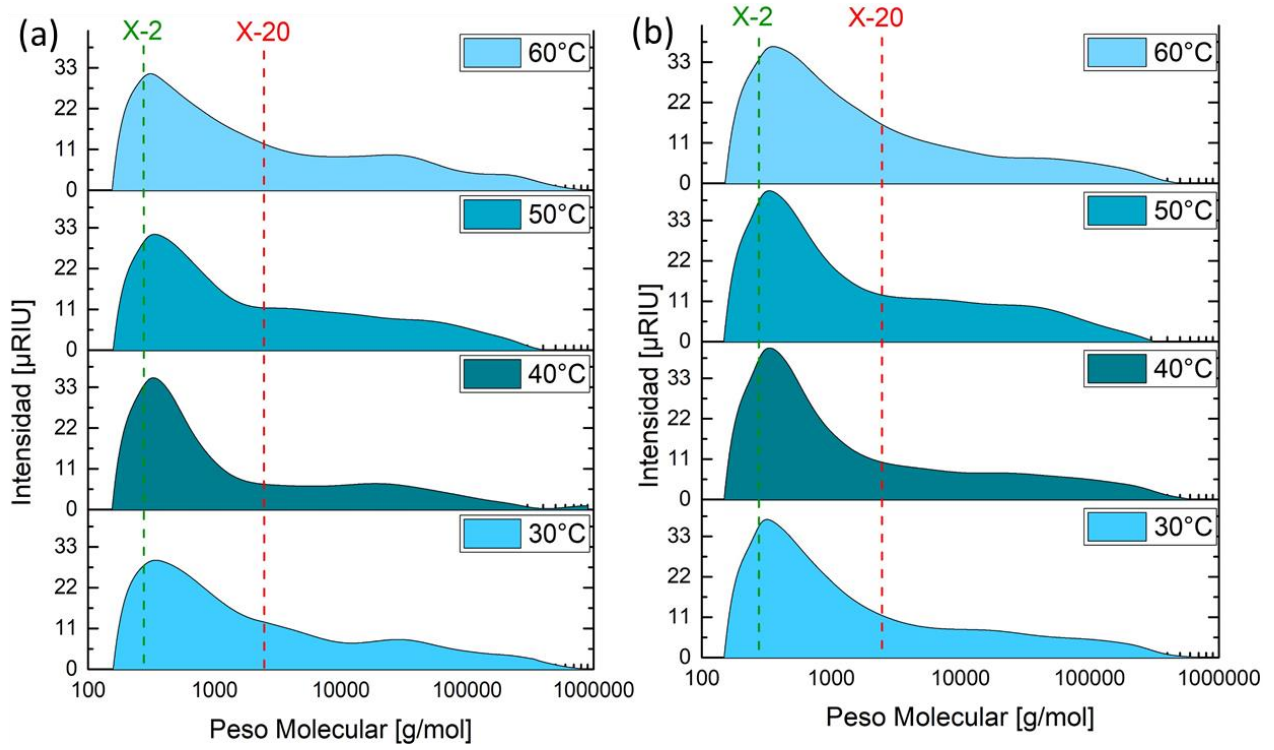 (a)
X-2 X-20
60°C
33
22
11
0
50°C
33
22
11
0
40°C
33
22
11
0
30°C
33
22
11
0
100 1000 10000 100000 1000000
Intensidad [µRIU]
Peso Molecular [g/mol]
(b)
X-2 X-20
60°C
33
22
11
0
50°C
33
22
11
0
40°C
33
22
11
0
30°C
33
22
11
0
100 1000 10000 100000 1000000
Intensidad [µRIU]
Peso Molecular [g/mol]